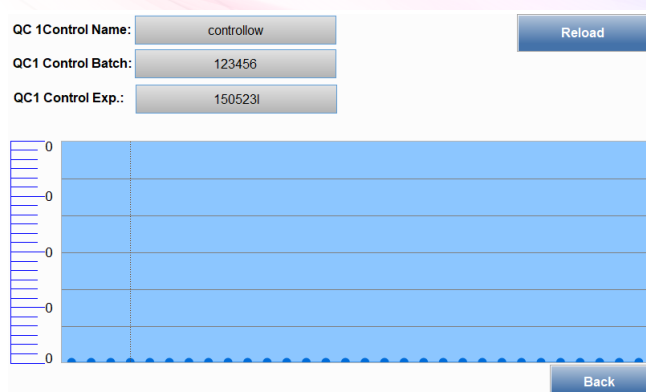 QC 1Control Name: controllow
Reload
QC1 Control Batch: 123456
QC1 Control Exp.: 150523l
0
0
0
0
0
Back